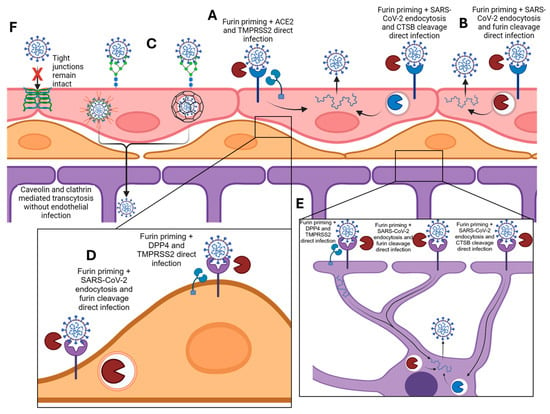 F
Tight
junctions
remain
intact
C
A
Furin priming + ACE2
and TMPRSS2 direct
infection
Furin priming + SARS-
CoV-2 endocytosis
and CTSB cleavage
direct infection
B
Furin priming + SARS-
CoV-2 endocytosis
and furin cleavage
direct infection
Caveolin and clathrin
mediated transcytosis
without endothelial
infection
D
Furin priming +
DPP4 and
TMPRSS2 direct
infection
Furin priming +
SARS-CoV-2
endocytosis and
furin cleavage
direct infection
E
Furin priming +
DPP4 and
TMPRSS2 direct
infection
Furin priming +
SARS-CoV-2
endocytosis and
furin cleavage
direct infection
Furin priming +
SARS-CoV-2
endocytosis and
CTSB cleavage
direct infection